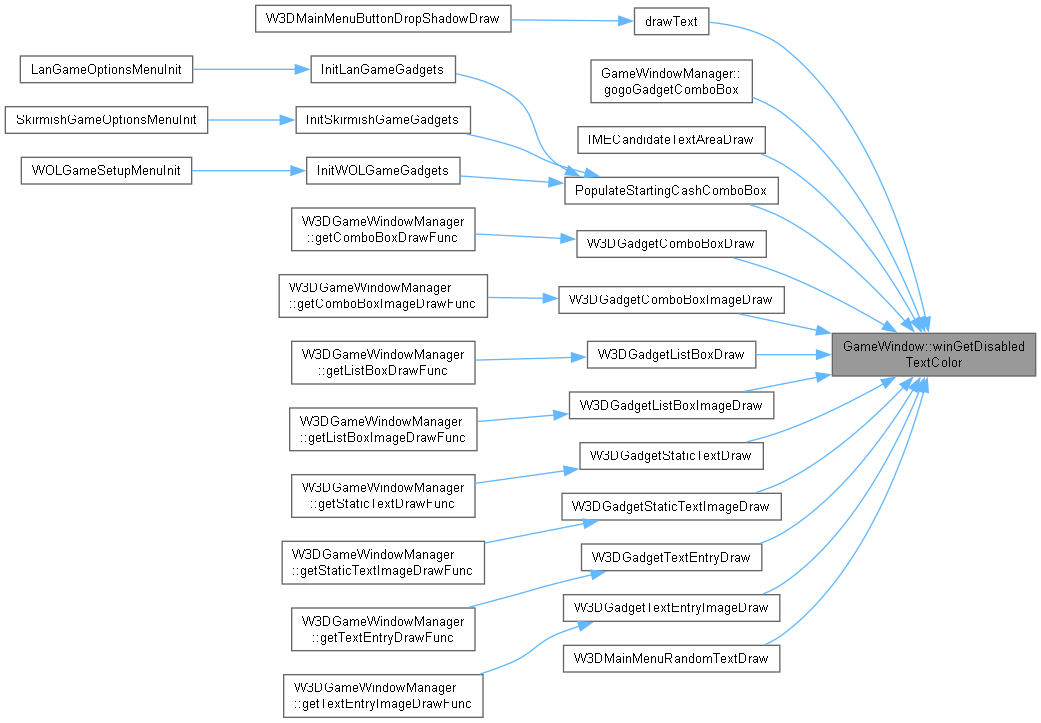 W3DMainMenuButtonDropShadowDraw
drawText
LanGameOptionsMenuInit
InitLanGameGadgets
GameWindowManager::
gogoGadgetComboBox
SkirmishGameOptionsMenuInit
InitSkirmishGameGadgets
IMECandidateTextAreaDraw
WOLGameSetupMenuInit
InitWOLGameGadgets
PopulateStartingCashComboBox
W3DGameWindowManager
::getComboBoxDrawFunc
W3DGadgetComboBoxDraw
W3DGameWindowManager
::getComboBoxImageDrawFunc
W3DGadgetComboBoxImageDraw
GameWindow::winGetDisabled
TextColor
W3DGameWindowManager
::getListBoxDrawFunc
W3DGadgetListBoxDraw
W3DGameWindowManager
::getListBoxImageDrawFunc
W3DGadgetListBoxImageDraw
W3DGadgetStaticTextDraw
W3DGameWindowManager
::getStaticTextDrawFunc
W3DGadgetStaticTextImageDraw
W3DGameWindowManager
::getStaticTextImageDrawFunc
W3DGadgetTextEntryDraw
W3DGameWindowManager
::getTextEntryDrawFunc
W3DGadgetTextEntryImageDraw
W3DMainMenuRandomTextDraw
W3DGameWindowManager
::getTextEntryImageDrawFunc